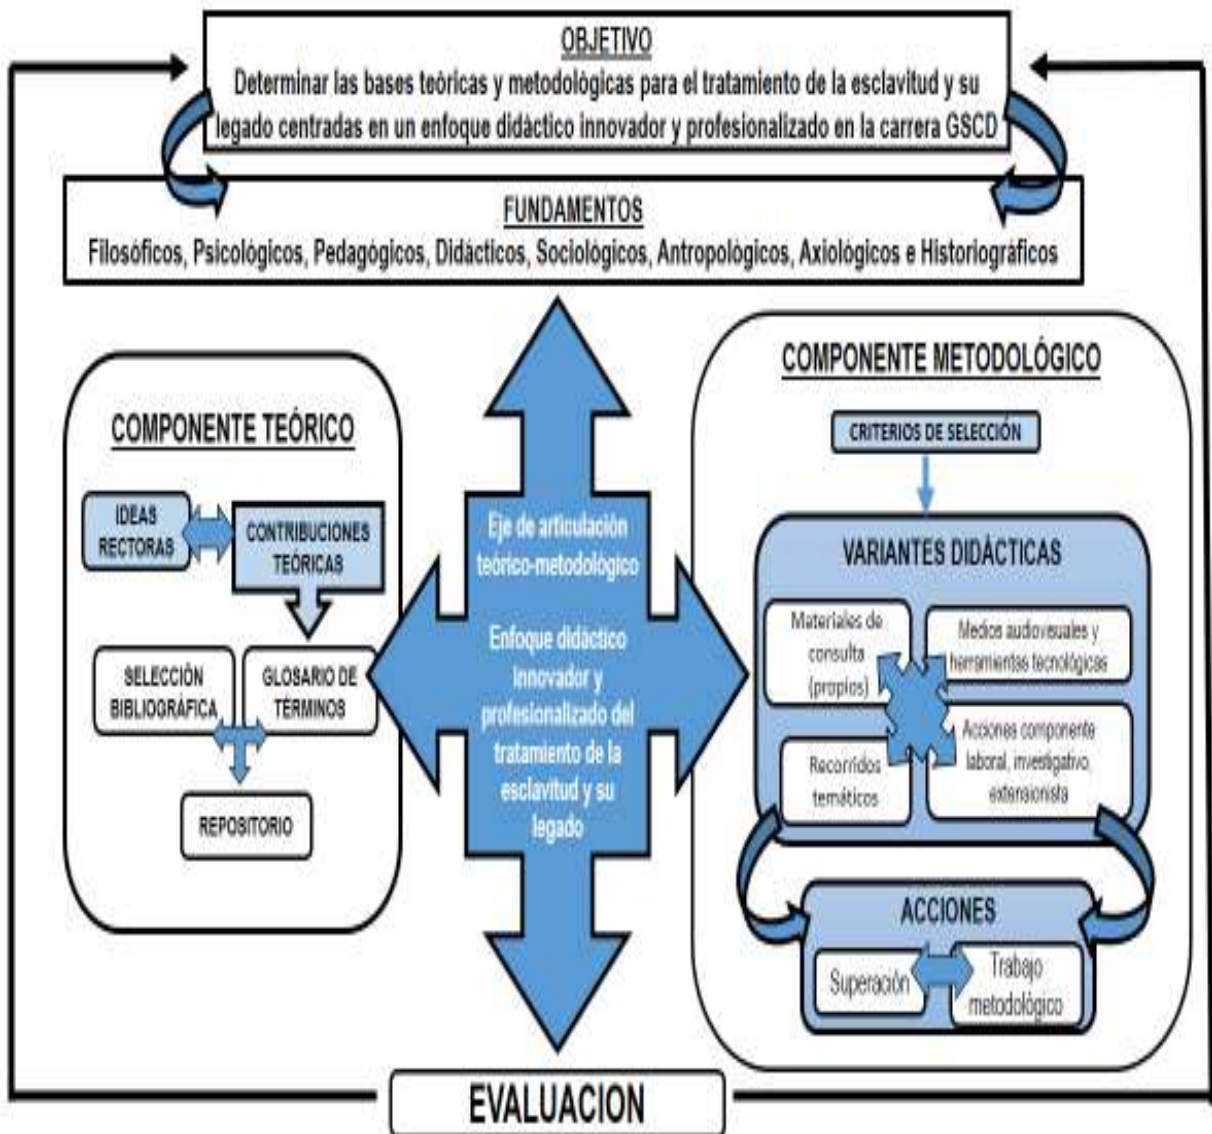 OBJETIVO
Determinar las bases teóricas y metodológicas para el tratamiento de la esclavitud y su
legado centradas en un enfoque didáctico innovador y profesionalizado en la carrera GSCD
FUNDAMENTOS
Filosóficos, Psicológicos, Pedagógicos, Didácticos, Sociológicos, Antropológicos, Axiológicos e Historiográficos
COMPONENTE TEÓRICO
IDEAS
RECTORAS
CONTRIBUCIONES
TEÓRICAS
SELECCIÓN
BIBLIOGRÁFICA
GLOSARIO DE
TÉRMINOS
REPOSITORIO
Eje de articulación
teórico-metodológico
Enfoque didáctico
innovador y
profesionalizado del
tratamiento de la
esclavitud y su
legado
COMPONENTE METODOLÓGICO
CRITERIOS DE SELECCIÓN
VARIANTES DIDÁCTICAS
Materiales de
consulta
(propios)
Medios audiovisuales y
herramientas tecnológicas
Recorridos
temáticos
Acciones componente
laboral, investigativo,
extensionista
ACCIONES
Superación
Trabajo
metodológico
EVALUACION